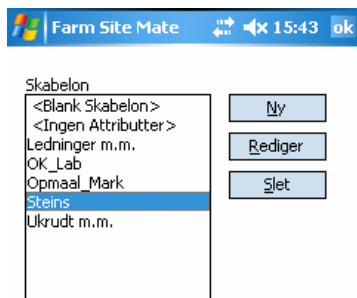 Farm Site Mate 15:43 ok
Skabelon
<Blank Skabelon>
<Ingen Attributter>
Ledninger m.m.
OK_Lab
Opmaal_Mark
Steins
Ukrudt m.m.
Ny
Rediger
Slet